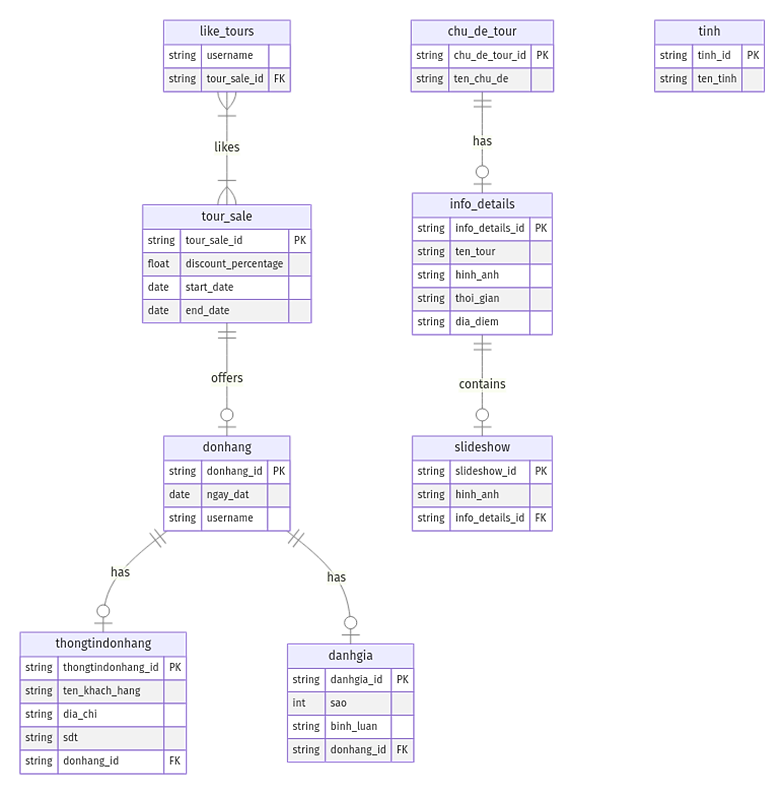 like_tours
string username
string tour_sale_id FK
likes
tour_sale
string tour_sale_id PK
float discount_percentage
date start_date
date end_date
offers
donhang
string donhang_id PK
date ngay_dat
string username
has
has
thongtindonhang
string thongtindonhang_id PK
string ten_khach_hang
string dia_chi
string sdt
string donhang_id FK
danhgia
string danhgia_id PK
int sao
string binh_luan
string donhang_id FK
chu_de_tour
string chu_de_tour_id PK
string ten_chu_de
has
info_details
string info_details_id PK
string ten_tour
string hinh_anh
string thoi_gian
string dia_diem
contains
slideshow
string slideshow_id PK
string hinh_anh
string info_details_id FK
tinh
string tinh_id PK
string ten_tinh